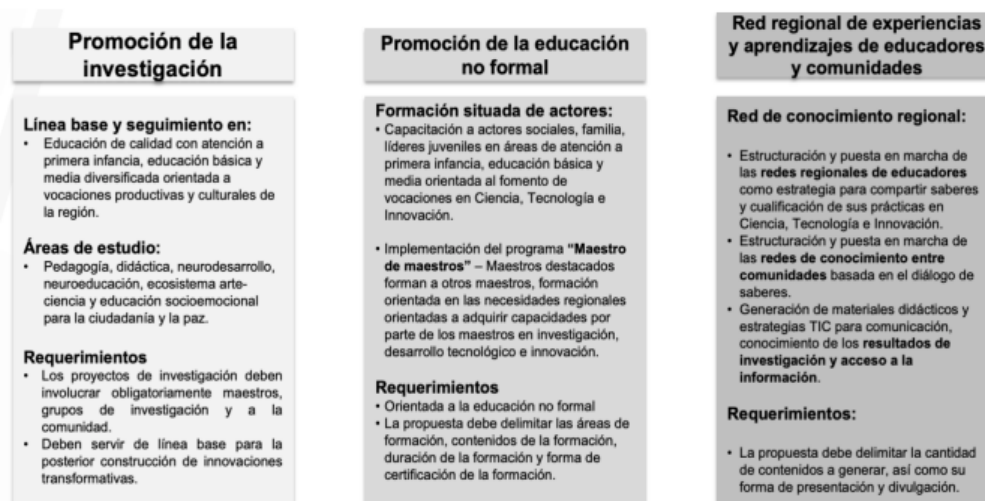 Promoción de la
investigación
Línea base y seguimiento en:
• Educación de calidad con atención a
primera infancia, educación básica y
media diversificada orientada a
vocaciones productivas y culturales de
la región.
Áreas de estudio:
• Pedagogía, didáctica, neurodesarrollo,
neuroeducación, ecosistema arte-
ciencia y educación socioemocional
para la ciudadanía y la paz.
Requerimientos
• Los proyectos de investigación deben
involucrar obligatoriamente maestros,
grupos de investigación y a la
comunidad.
• Deben servir de línea base para la
posterior construcción de innovaciones
transformativas.
Promoción de la educación
no formal
Formación situada de actores:
• Capacitación a actores sociales, familia,
líderes juveniles en áreas de atención a
primera infancia, educación básica y
media orientada al fomento de
vocaciones en Ciencia, Tecnología e
Innovación.
• Implementación del programa “Maestro
de maestros” – Maestros destacados
forman a otros maestros, formación
orientada en las necesidades regionales
orientadas a adquirir capacidades por
parte de los maestros en investigación,
desarrollo tecnológico e innovación.
Requerimientos
• Orientada a la educación no formal
• La propuesta debe delimitar las áreas de
formación, contenidos de la formación,
duración de la formación y forma de
certificación de la formación.
Red regional de experiencias
y aprendizajes de educadores
y comunidades
Red de conocimiento regional:
• Estructuración y puesta en marcha de
las redes regionales de educadores
como estrategia para compartir saberes
y cualificación de sus prácticas en
Ciencia, Tecnología e Innovación.
• Estructuración y puesta en marcha de
las redes de conocimiento entre
comunidades basada en el diálogo de
saberes.
• Generación de materiales didácticos y
estrategias TIC para comunicación,
conocimiento de los resultados de
investigación y acceso a la
información.
Requerimientos:
• La propuesta debe delimitar la cantidad
de contenidos a generar, así como su
forma de presentación y divulgación.